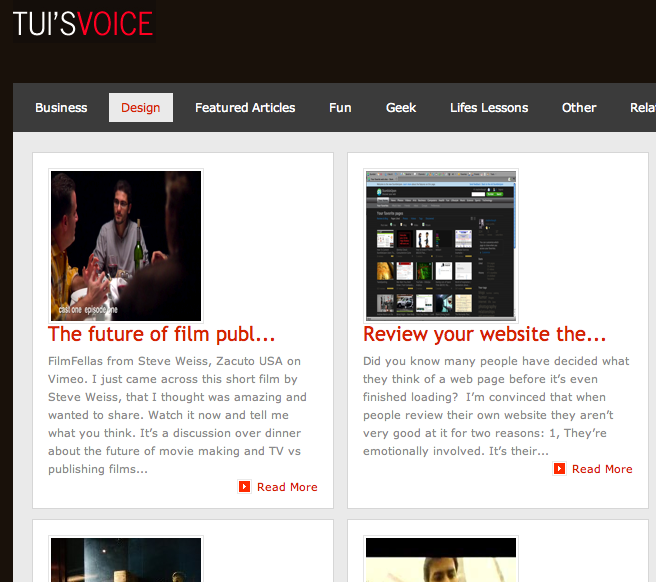 TUI'SVOICE
Business Design Featured Articles Fun Geek Lifes Lessons Other Rela
cast one episode one
The future of film publ...
FilmFellas from Steve Weiss, Zacuto USA on
Vimeo. I just came across this short film by
Steve Weiss, that I thought was amazing and
wanted to share. Watch it now and tell me
what you think. It's a discussion over dinner
about the future of movie making and TV vs
publishing films...
Read More
Your favorite pages
Review your website the...
Did you know many people have decided what
they think of a web page before it's even
finished loading?  I'm convinced that when
people review their own website they aren't
very good at it for two reasons: 1, They're
emotionally involved. It's their...
Read More